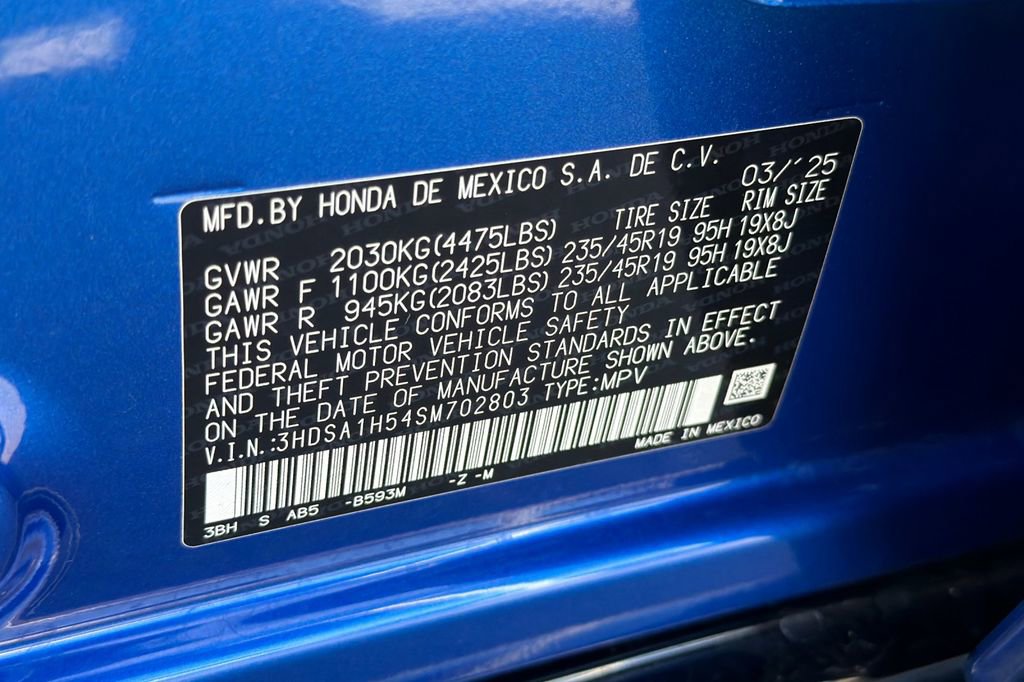 MFD.BY HONDA DE MEXICO S.A. DE C.V.
03/'25
TIRE SIZE RIM SIZE
GVWR 2030KG(4475LBS)
GAWR F 1100KG(2425LBS) 235/45R19 95H 19X8J
GAWR R 945KG(2083LBS) 235/45R19 95H 19X8J
THIS VEHICLE CONFORMS TO ALL APPLICABLE
FEDERAL MOTOR VEHICLE SAFETY
AND THEFT PREVENTION STANDARDS IN EFFECT
ON THE DATE OF MANUFACTURE SHOWN ABOVE.
V.I.N.:3HDSA1H54SM702803 TYPE:MPV
3BH S AB5 -B593M -Z -M
MADE IN MEXICO